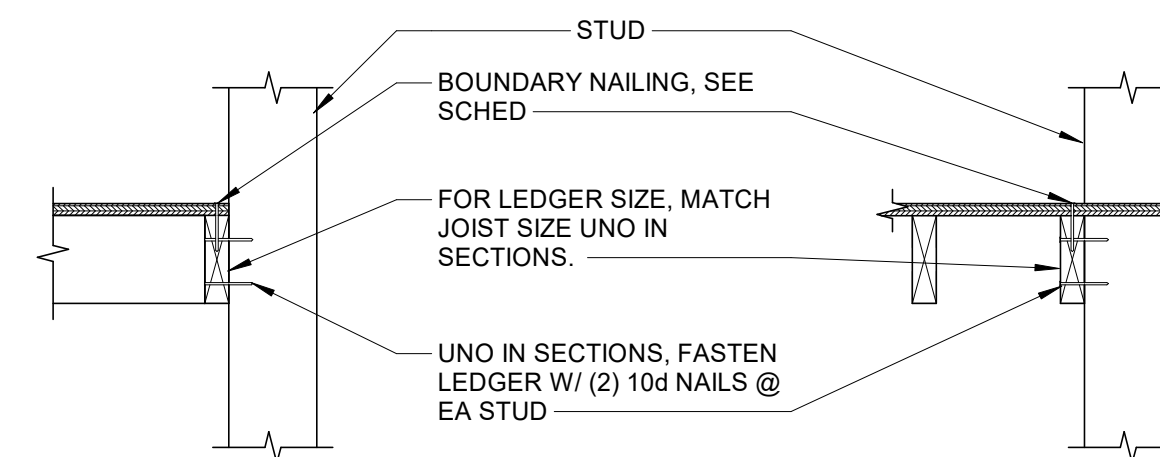 STUD
BOUNDARY NAILING, SEE
SCHED
FOR LEDGER SIZE, MATCH
JOIST SIZE UNO IN
SECTIONS.
UNO IN SECTIONS, FASTEN
LEDGER W/ (2) 10d NAILS @
EA STUD